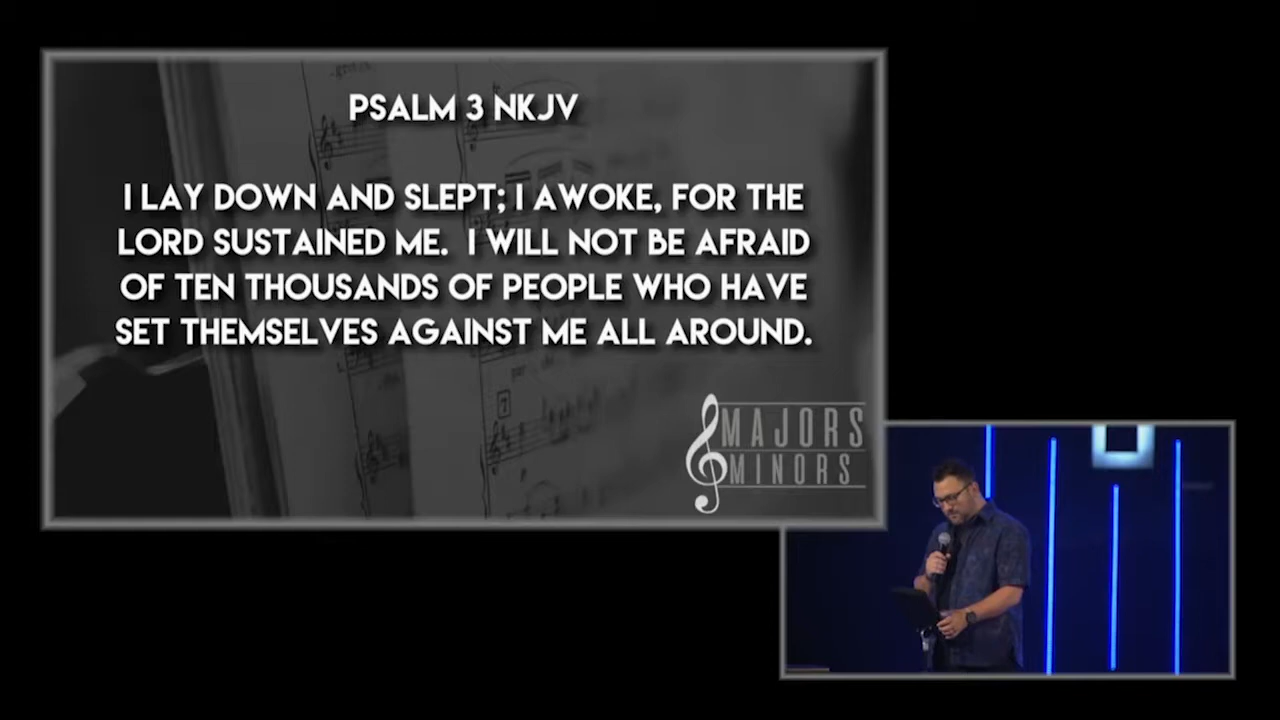 PSALM 3 NKJV
I LAY DOWN AND SLEPT; I AWOKE, FOR THE
LORD SUSTAINED ME.  I WILL NOT BE AFRAID
OF TEN THOUSANDS OF PEOPLE WHO HAVE
SET THEMSELVES AGAINST ME ALL AROUND.
7
MAJORS
MINORS